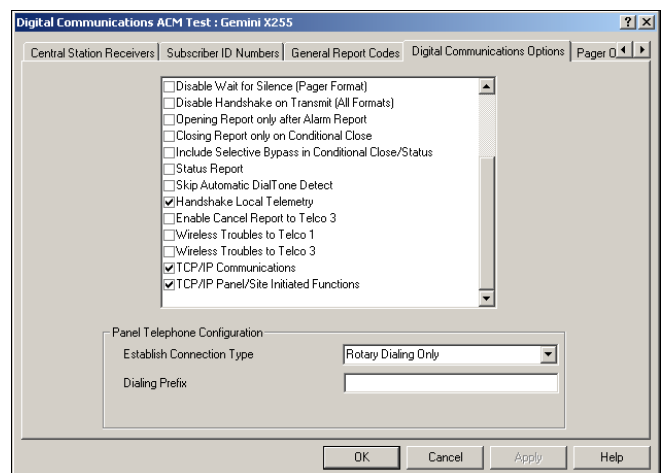 Digital Communications ACM Test : Gemini X255
Central Station Receivers Subscriber ID Numbers General Report Codes Digital Communications Options Pager O
Disable Wait for Silence (Pager Format)
Disable Handshake on Transmit (All Formats)
Opening Report only after Alarm Report
Closing Report only on Conditional Close
Include Selective Bypass in Conditional Close/Status
Status Report
Skip Automatic DialTone Detect
Handshake Local Telemetry
Enable Cancel Report to Telco 3
Wireless Troubles to Telco 1
Wireless Troubles to Telco 3
TCP/IP Communications
TCP/IP Panel/Site Initiated Functions
Panel Telephone Configuration
Establish Connection Type Rotary Dialing Only
Dialing Prefix
OK Cancel Apply Help